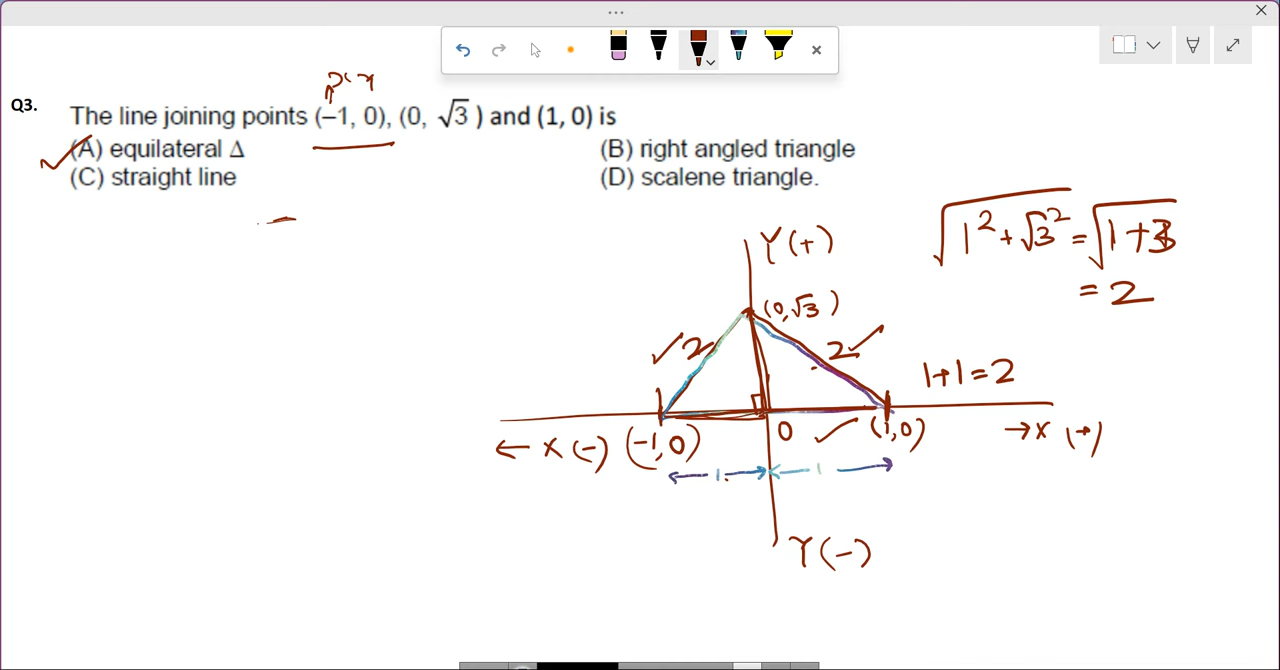 Q3. The line joining points (–1, 0), (0, √3 ) and (1, 0) is
(A) equilateral Δ (B) right angled triangle
(C) straight line (D) scalene triangle.
√1² + √3² = √1+3
= 2
Y(+)
(0,√3)
2 2
1+1=2
← X(-) (-1,0) 0 (1,0) → X (+)
1 1
Y(-)